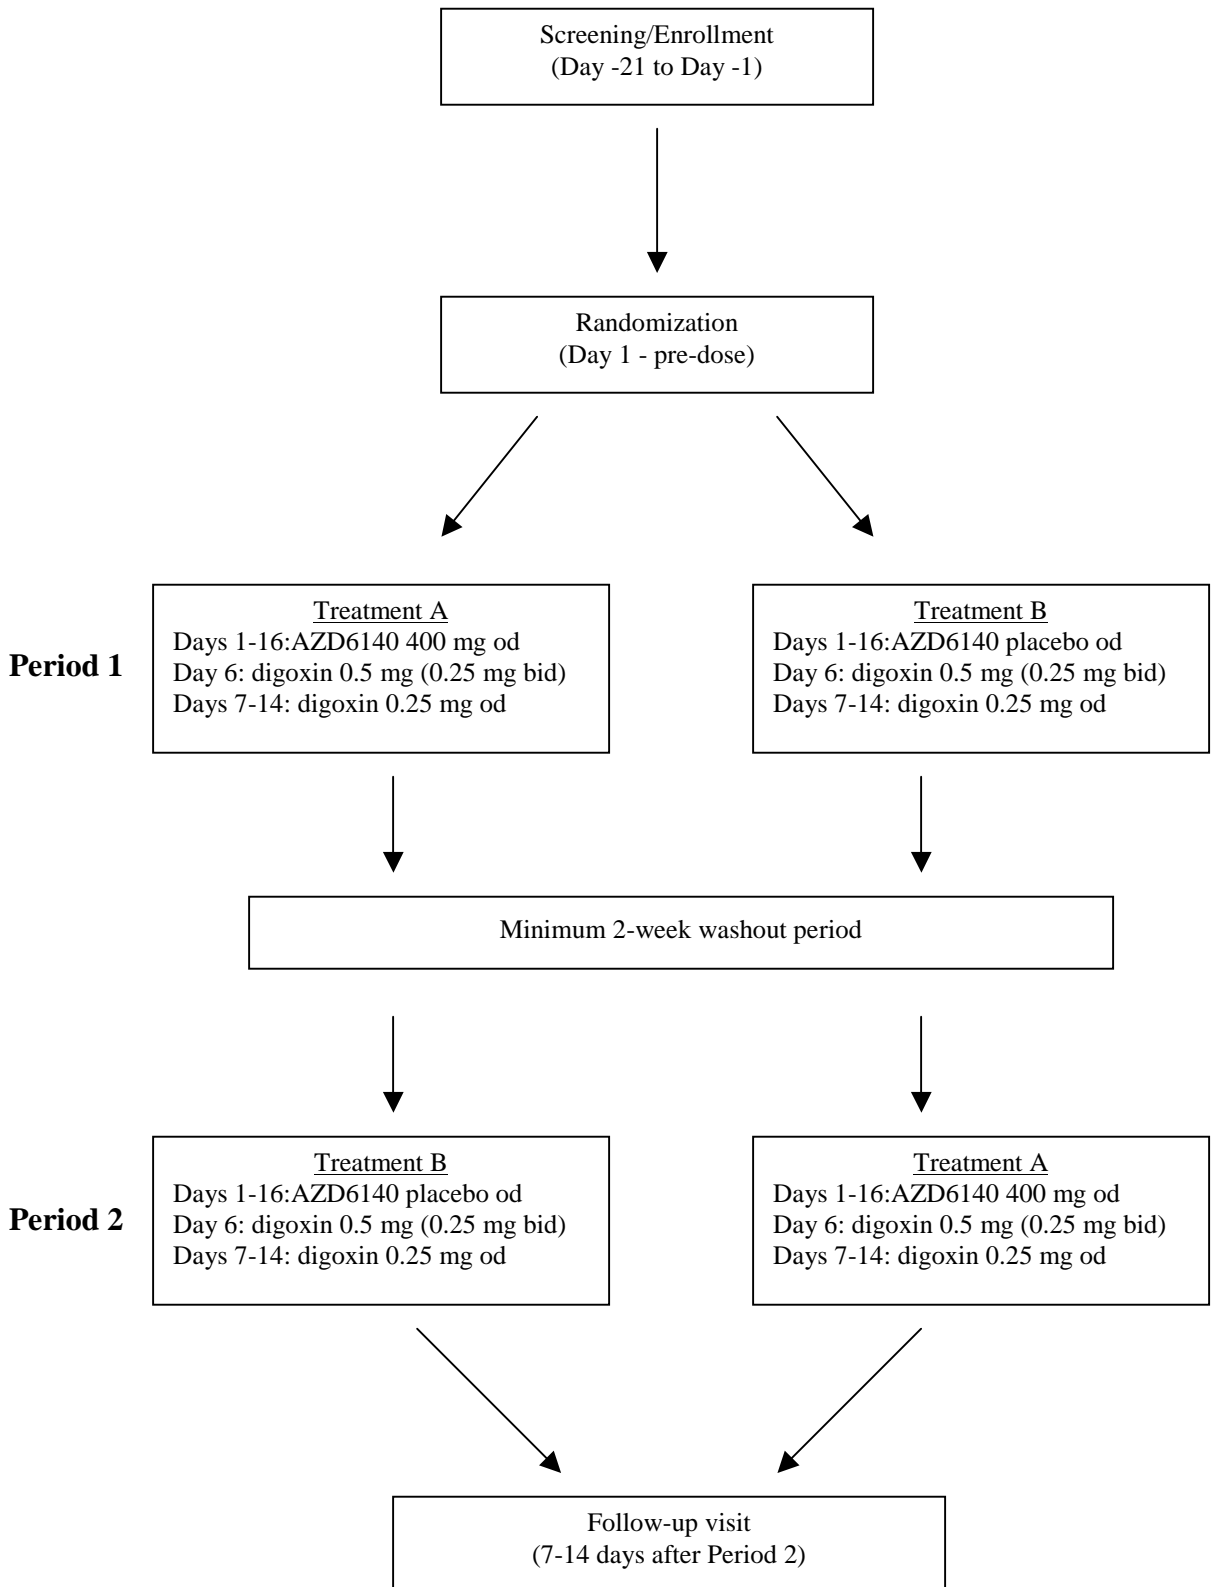 Screening/Enrollment
(Day -21 to Day -1)
Randomization
(Day 1 - pre-dose)
Period 1
Treatment A
Days 1-16:AZD6140 400 mg od
Day 6: digoxin 0.5 mg (0.25 mg bid)
Days 7-14: digoxin 0.25 mg od
Treatment B
Days 1-16:AZD6140 placebo od
Day 6: digoxin 0.5 mg (0.25 mg bid)
Days 7-14: digoxin 0.25 mg od
Minimum 2-week washout period
Period 2
Treatment B
Days 1-16:AZD6140 placebo od
Day 6: digoxin 0.5 mg (0.25 mg bid)
Days 7-14: digoxin 0.25 mg od
Treatment A
Days 1-16:AZD6140 400 mg od
Day 6: digoxin 0.5 mg (0.25 mg bid)
Days 7-14: digoxin 0.25 mg od
Follow-up visit
(7-14 days after Period 2)